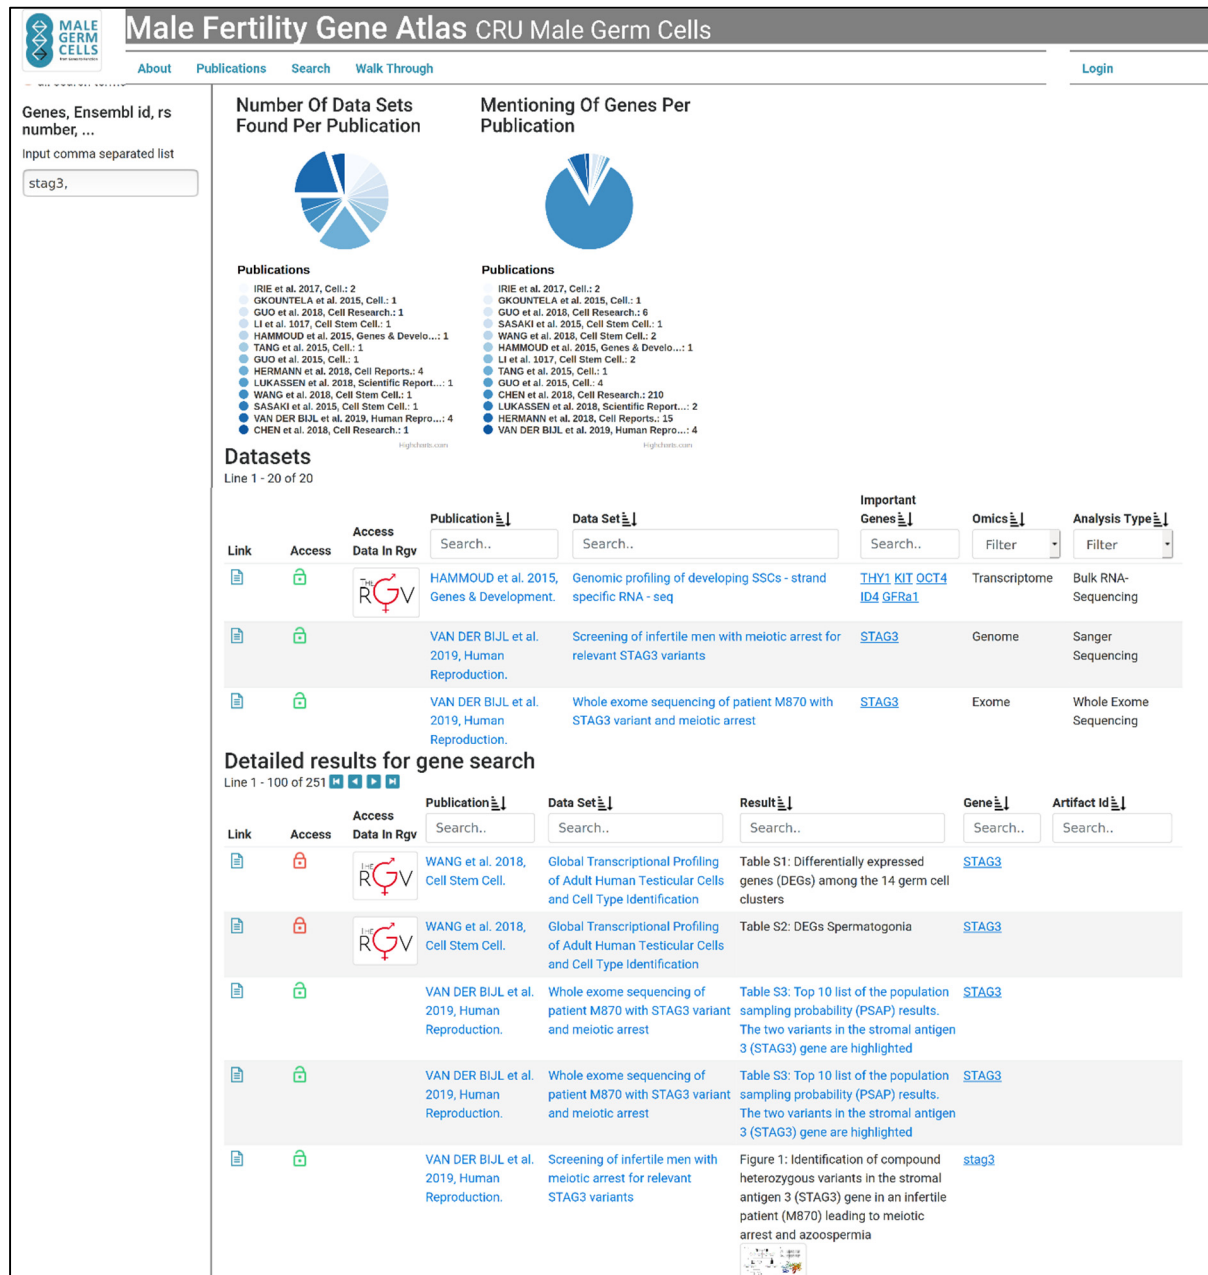 MALE
GERM
CELLS
Male Fertility Gene Atlas CRU Male Germ Cells
About Publications Search Walk Through Login
Genes, Ensembl id, rs
number, ...
Input comma separated list
stag3,
Number Of Data Sets
Found Per Publication
Publications
IRIE et al. 2017, Cell.: 2
GKOUNTELA et al. 2015, Cell.: 1
GUO et al. 2018, Cell Research.: 1
LI et al. 1017, Cell Stem Cell.: 1
HAMMOUD et al. 2015, Genes & Develo...: 1
TANG et al. 2015, Cell.: 1
GUO et al. 2015, Cell.: 1
HERMANN et al. 2018, Cell Reports.: 4
LUKASSEN et al. 2018, Scientific Report...: 1
WANG et al. 2018, Cell Stem Cell.: 1
SASAKI et al. 2015, Cell Stem Cell.: 1
VAN DER BIJL et al. 2019, Human Repro...: 4
CHEN et al. 2018, Cell Research.: 1
Highcharts.com
Mentioning Of Genes Per
Publication
Publications
IRIE et al. 2017, Cell.: 2
GKOUNTELA et al. 2015, Cell.: 1
GUO et al. 2018, Cell Research.: 6
SASAKI et al. 2015, Cell Stem Cell.: 1
WANG et al. 2018, Cell Stem Cell.: 2
HAMMOUD et al. 2015, Genes & Develo...: 1
LI et al. 1017, Cell Stem Cell.: 2
TANG et al. 2015, Cell.: 1
GUO et al. 2015, Cell.: 4
CHEN et al. 2018, Cell Research.: 210
LUKASSEN et al. 2018, Scientific Report...: 2
HERMANN et al. 2018, Cell Reports.: 15
VAN DER BIJL et al. 2019, Human Repro...: 4
Highcharts.com
Datasets
Line 1 - 20 of 20
Link
Access
Access
Data In Rgv
Publication
Search..
Data Set
Search..
Important
Genes
Search..
Omics
Filter
Analysis Type
Filter
THE
RGV
HAMMOUD et al. 2015,
Genes & Development.
Genomic profiling of developing SSCs - strand
specific RNA - seq
THY1 KIT OCT4
ID4 GFRa1
Transcriptome
Bulk RNA-
Sequencing
VAN DER BIJL et al.
2019, Human
Reproduction.
Screening of infertile men with meiotic arrest for
relevant STAG3 variants
STAG3
Genome
Sanger
Sequencing
VAN DER BIJL et al.
2019, Human
Reproduction.
Whole exome sequencing of patient M870 with
STAG3 variant and meiotic arrest
STAG3
Exome
Whole Exome
Sequencing
Detailed results for gene search
Line 1 - 100 of 251
Link
Access
Access
Data In Rgv
Publication
Search..
Data Set
Search..
Result
Search..
Gene
Search..
Artifact Id
Search..
THE
RGV
WANG et al. 2018,
Cell Stem Cell.
Global Transcriptional Profiling
of Adult Human Testicular Cells
and Cell Type Identification
Table S1: Differentially expressed
genes (DEGs) among the 14 germ cell
clusters
STAG3
THE
RGV
WANG et al. 2018,
Cell Stem Cell.
Global Transcriptional Profiling
of Adult Human Testicular Cells
and Cell Type Identification
Table S2: DEGs Spermatogonia
STAG3
VAN DER BIJL et al.
2019, Human
Reproduction.
Whole exome sequencing of
patient M870 with STAG3 variant
and meiotic arrest
Table S3: Top 10 list of the population
sampling probability (PSAP) results.
The two variants in the stromal antigen
3 (STAG3) gene are highlighted
STAG3
VAN DER BIJL et al.
2019, Human
Reproduction.
Whole exome sequencing of
patient M870 with STAG3 variant
and meiotic arrest
Table S3: Top 10 list of the population
sampling probability (PSAP) results.
The two variants in the stromal antigen
3 (STAG3) gene are highlighted
STAG3
VAN DER BIJL et al.
2019, Human
Reproduction.
Screening of infertile men with
meiotic arrest for relevant
STAG3 variants
Figure 1: Identification of compound
heterozygous variants in the stromal
antigen 3 (STAG3) gene in an infertile
patient (M870) leading to meiotic
arrest and azoospermia
stag3